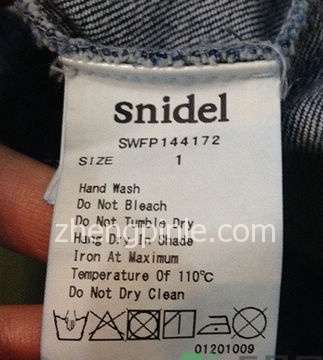 snidel
SWFP144172
SIZE 1
Hand Wash
Do Not Bleach
Do Not Tumble Dry
Hung Dry In Shade
Iron At Maximum
Temperature Of 110℃
Do Not Dry Clean
01201009
zhengpinle.com